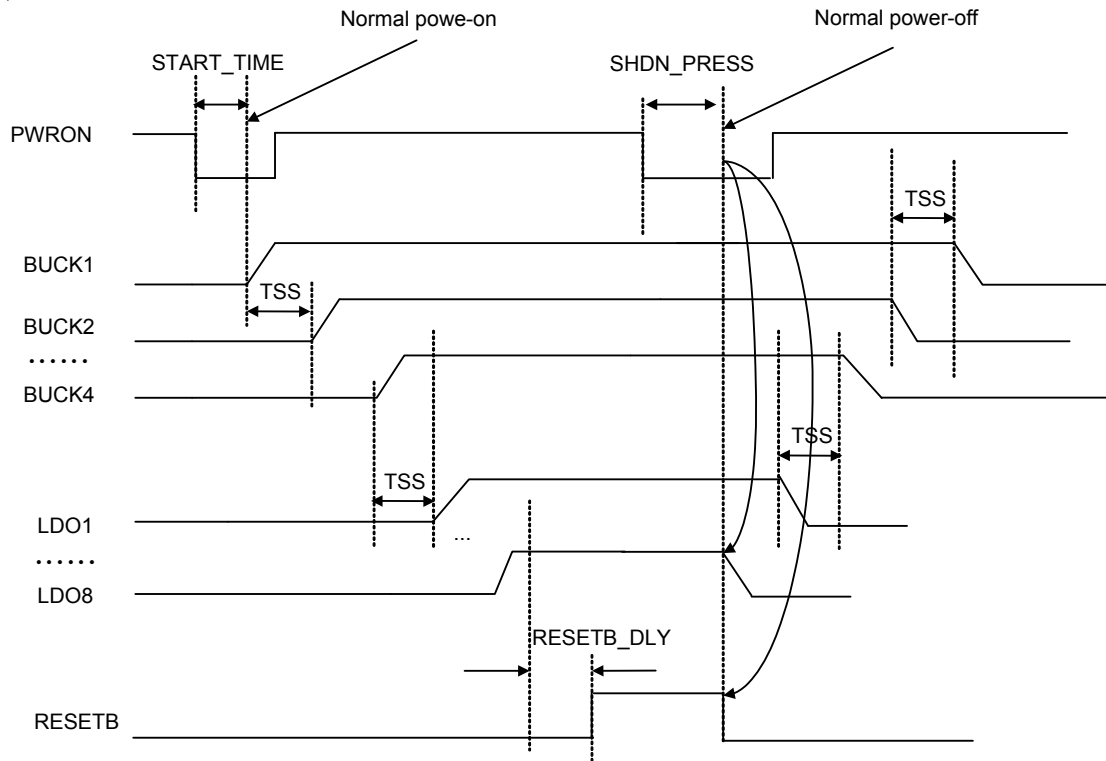 Normal powe-on
Normal power-off
START_TIME
SHDN_PRESS
PWRON
TSS
BUCK1
TSS
BUCK2
......
BUCK4
TSS
TSS
LDO1
...
......
LDO8
RESETB_DLY
RESETB